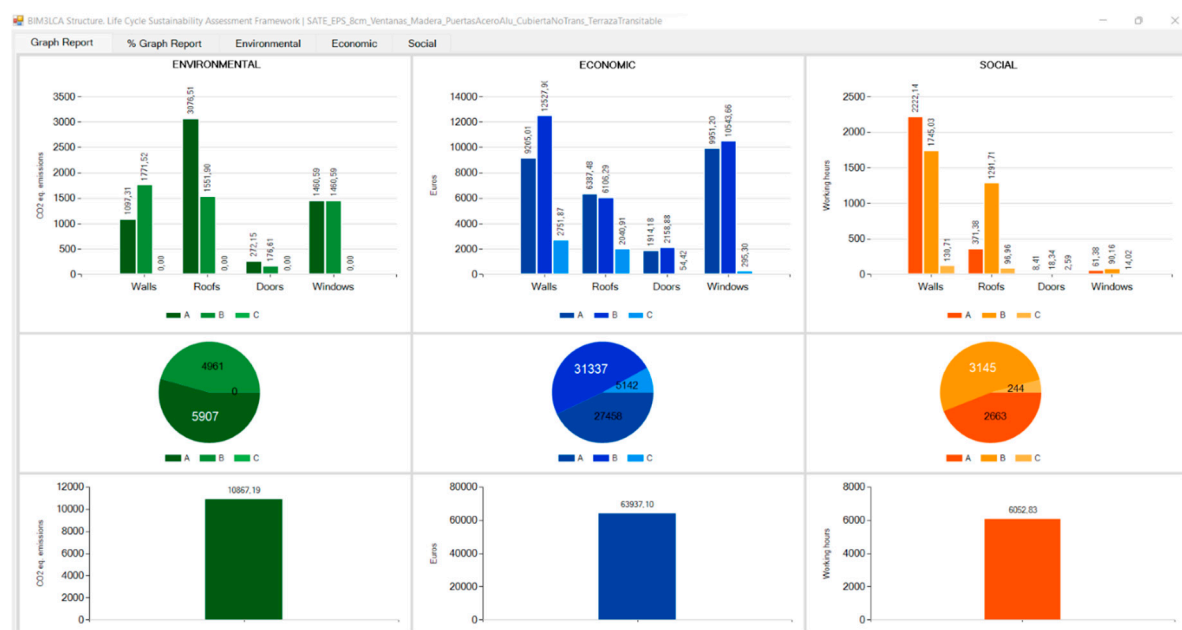 BIM3LCA Structure. Life Cycle Sustainability Assessment Framework | SATE_EPS_8cm_Ventanas_Madera_PuertasAceroAlu_CubiertaNoTrans_TerrazaTransitable
Graph Report % Graph Report Environmental Economic Social
ENVIRONMENTAL
3500
3000
2500
2000
1500
1000
500
0
CO2 eq. emissions
1097,31 1771,52 0,00
3076,51 1551,90 0,00
272,15 176,61 0,00
1460,59 1460,59 0,00
Walls Roofs Doors Windows
A B C
ECONOMIC
14000
12000
10000
8000
6000
4000
2000
0
Euros
9205,01 2751,87
6387,48 6106,29 2040,91
1914,18 2158,88 54,42
9951,20 10543,66 295,30
Walls Roofs Doors Windows
A B C
SOCIAL
2500
2000
1500
1000
500
0
Working hours
2222,14 1745,03 130,71
371,38 1291,71 96,96
8,41 18,34 2,59
61,38 90,16 14,02
Walls Roofs Doors Windows
A B C
4961
0
5907
A B C
31337
5142
27458
A B C
3145
244
2663
A B C
12000
10000
8000
6000
4000
2000
0
CO2 eq. emissions
10867,19
80000
60000
40000
20000
0
Euros
63937,10
8000
6000
4000
2000
0
Working hours
6052,83